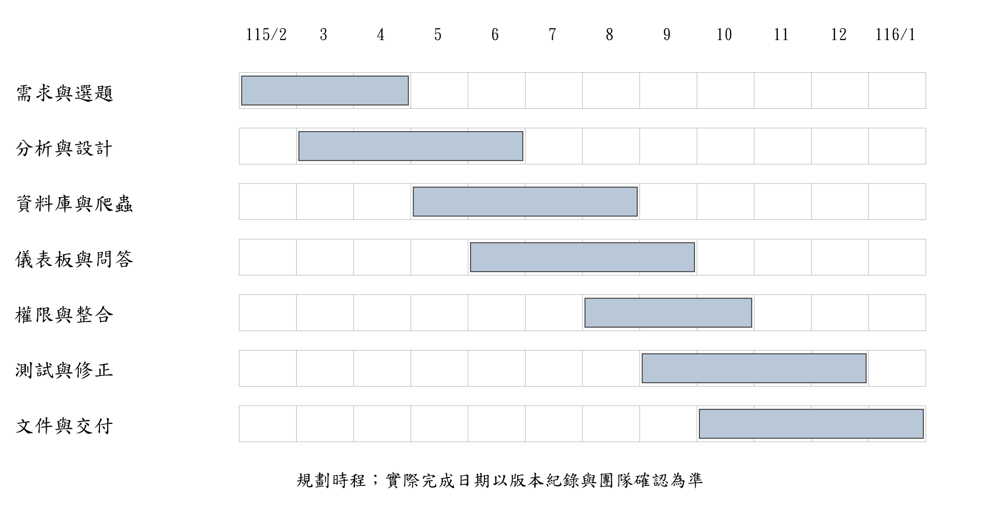 115/2 3 4 5 6 7 8 9 10 11 12 116/1
需求與選題
分析與設計
資料庫與爬蟲
儀表板與問答
權限與整合
測試與修正
文件與交付
規劃時程；實際完成日期以版本紀錄與團隊確認為準